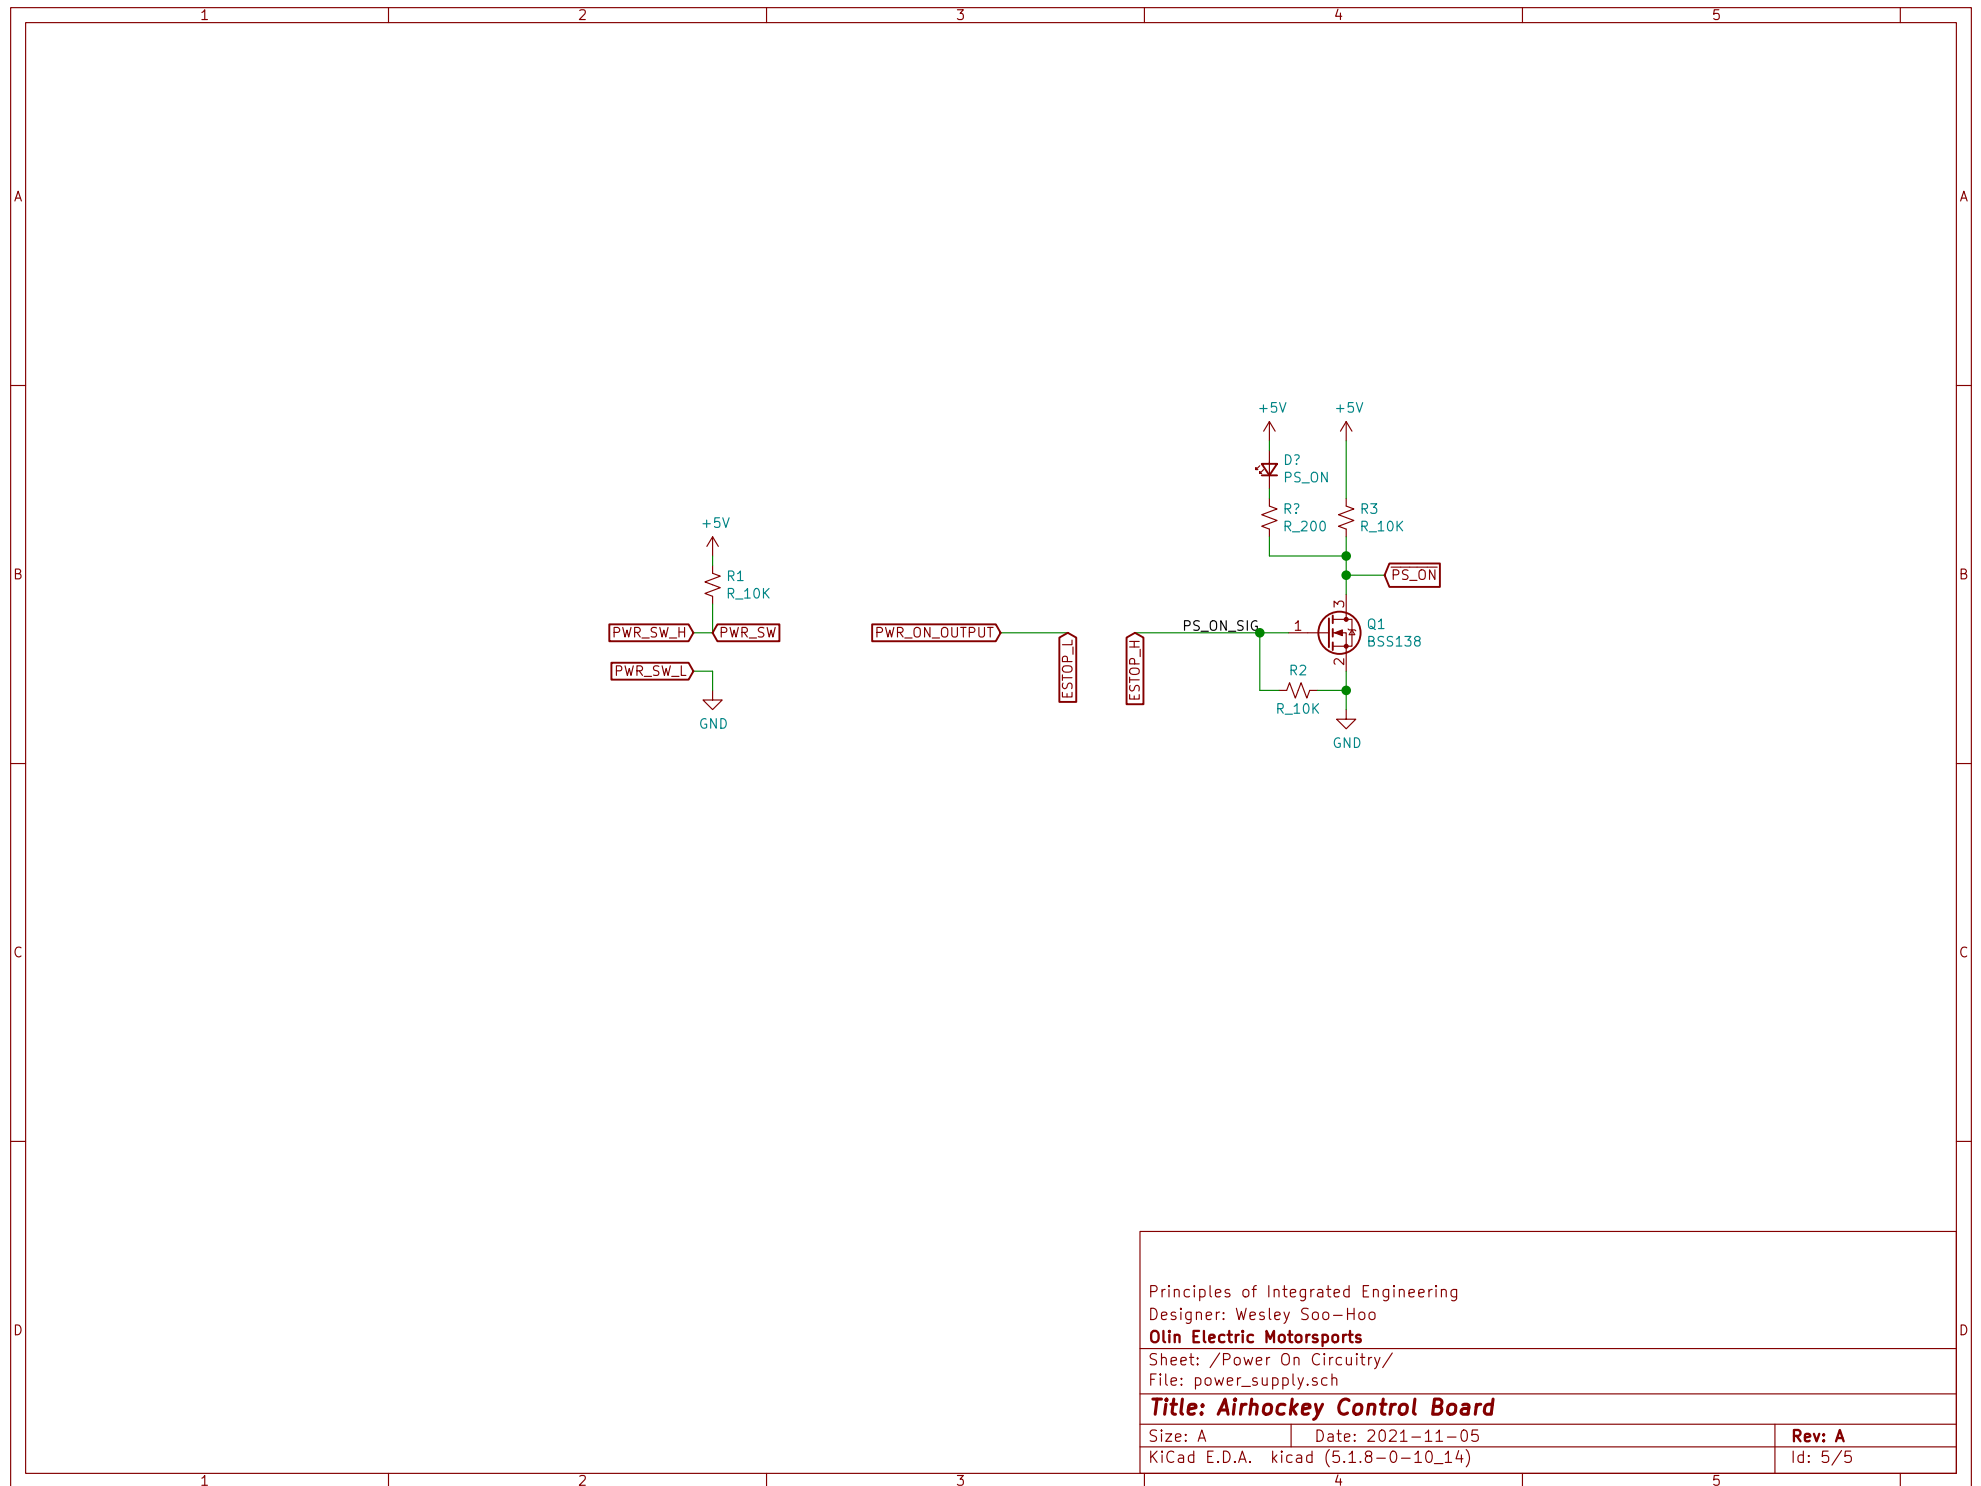 1 2 3 4 5
A A
+5V +5V
D?
PS_ON
R? R3
R_200 R_10K
+5V
B B
PS_ON
R1
R_10K
3
PWR_SW_H PWR_SW PWR_ON_OUTPUT PS_ON_SIG 1 Q1
BSS138
ESTOP_L ESTOP_H
2
PWR_SW_L R2
R_10K
GND GND
C C
Principles of Integrated Engineering
Designer: Wesley Soo-Hoo
D D
Olin Electric Motorsports
Sheet: /Power On Circuitry/
File: power_supply.sch
Title: Airhockey Control Board
Size: A Date: 2021-11-05 Rev: A
KiCad E.D.A. kicad (5.1.8-0-10_14) Id: 5/5
1 2 3 4 5